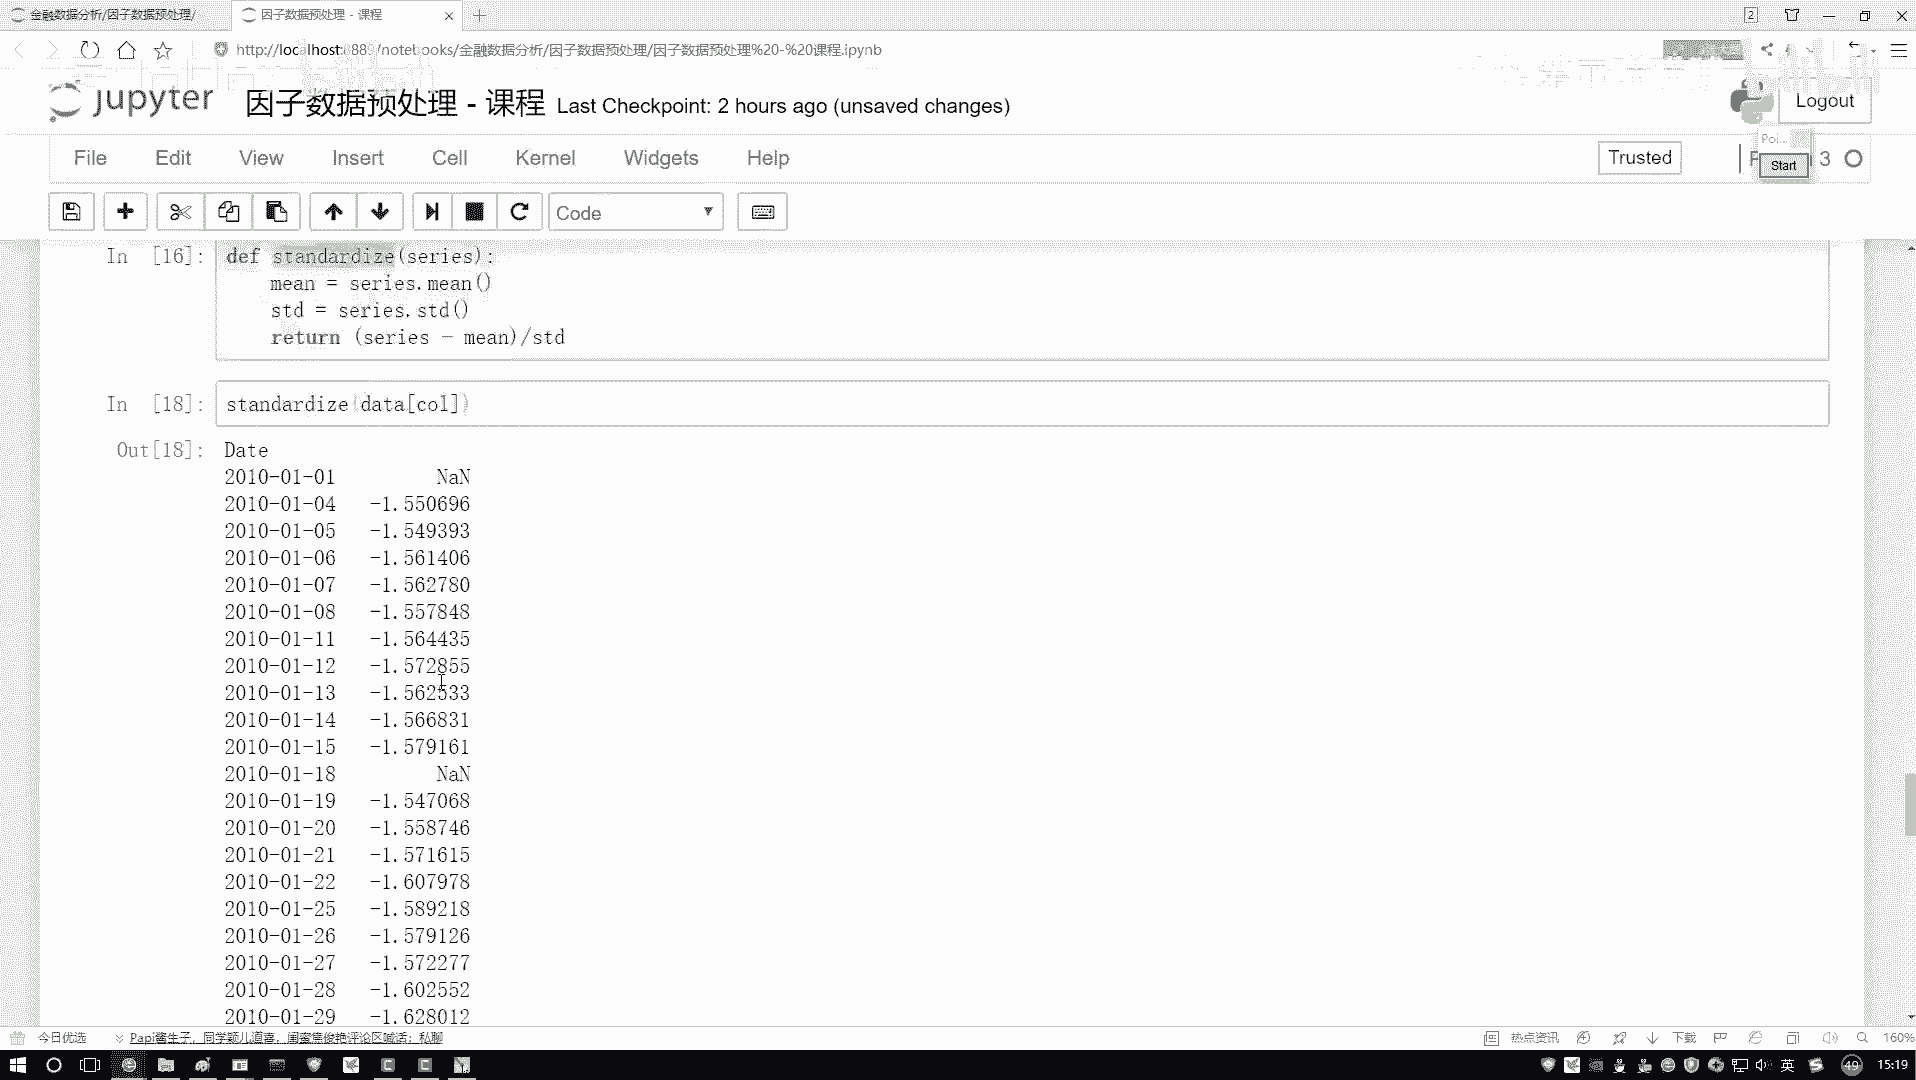 金融数据分析/因子数据预处理/
因子数据预处理 - 课程
2
http://localhost:8889/notebooks/金融数据分析/因子数据预处理/因子数据预处理%20-%20课程.ipynb
jupyter
因子数据预处理 - 课程 Last Checkpoint: 2 hours ago (unsaved changes)
Logout
Poi...
File Edit View Insert Cell Kernel Widgets Help
Trusted
Start
3
Code
In [16]: def standardize(series):
mean = series.mean()
std = series.std()
return (series - mean)/std
In [18]: standardize(data[col])
Out[18]: Date
2010-01-01 NaN
2010-01-04 -1.550696
2010-01-05 -1.549393
2010-01-06 -1.561406
2010-01-07 -1.562780
2010-01-08 -1.557848
2010-01-11 -1.564435
2010-01-12 -1.572855
2010-01-13 -1.562533
2010-01-14 -1.566831
2010-01-15 -1.579161
2010-01-18 NaN
2010-01-19 -1.547068
2010-01-20 -1.558746
2010-01-21 -1.571615
2010-01-22 -1.607978
2010-01-25 -1.589218
2010-01-26 -1.579126
2010-01-27 -1.572277
2010-01-28 -1.602552
2010-01-29 -1.628012
今日优选 Papi酱生子，同学颖儿道喜，闺蜜焦俊艳评论区喊话：私聊
热点资讯 下载 160%
英 49 15:19